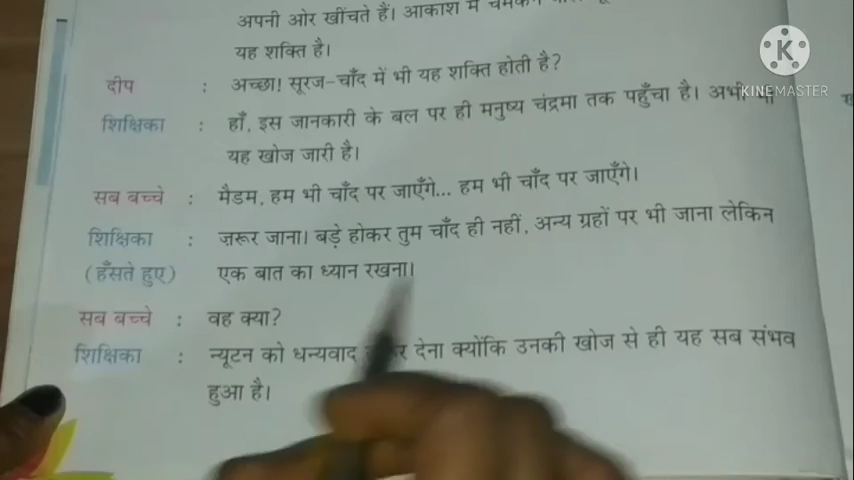 अपनी ओर खींचते हैं। आकाश में
यह शक्ति है।
दीप : अच्छा! सूरज-चाँद में भी यह शक्ति होती है?
शिक्षिका : हाँ, इस जानकारी के बल पर ही मनुष्य चंद्रमा तक पहुँचा है। अभी भी
यह खोज जारी है।
सब बच्चे : मैडम, हम भी चाँद पर जाएँगे... हम भी चाँद पर जाएँगे।
शिक्षिका : ज़रूर जाना। बड़े होकर तुम चाँद ही नहीं, अन्य ग्रहों पर भी जाना लेकिन
(हँसते हुए) एक बात का ध्यान रखना।
सब बच्चे : वह क्या?
शिक्षिका : न्यूटन को धन्यवाद देना क्योंकि उनकी खोज से ही यह सब संभव
हुआ है।
K
KINEMASTER